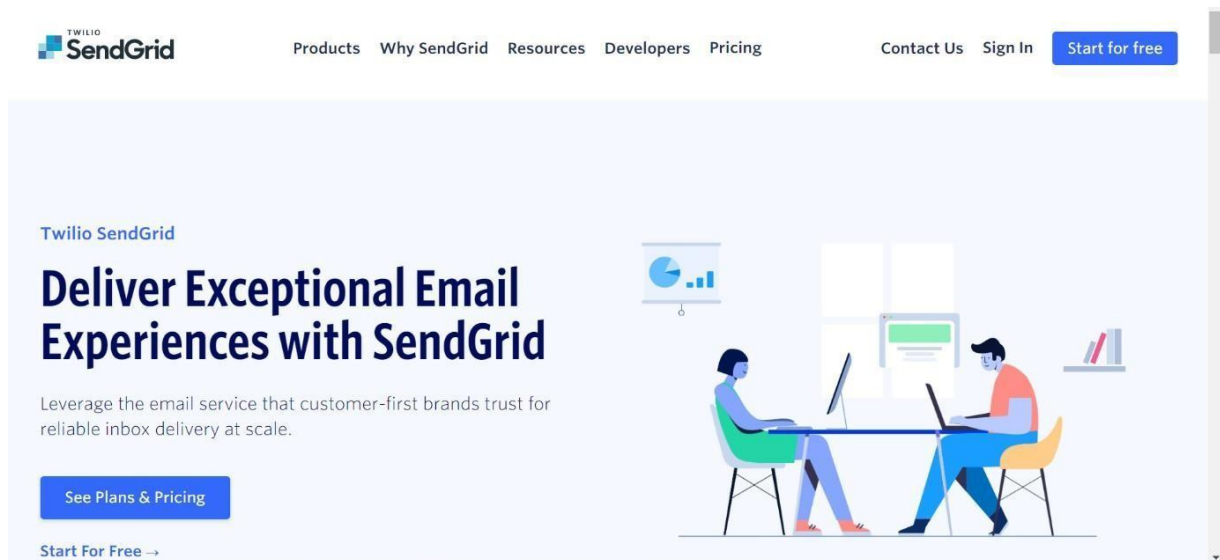 TWILIO
SendGrid
Products Why SendGrid Resources Developers Pricing Contact Us Sign In Start for free
Twilio SendGrid
Deliver Exceptional Email
Experiences with SendGrid
Leverage the email service that customer-first brands trust for
reliable inbox delivery at scale.
See Plans & Pricing
Start For Free →